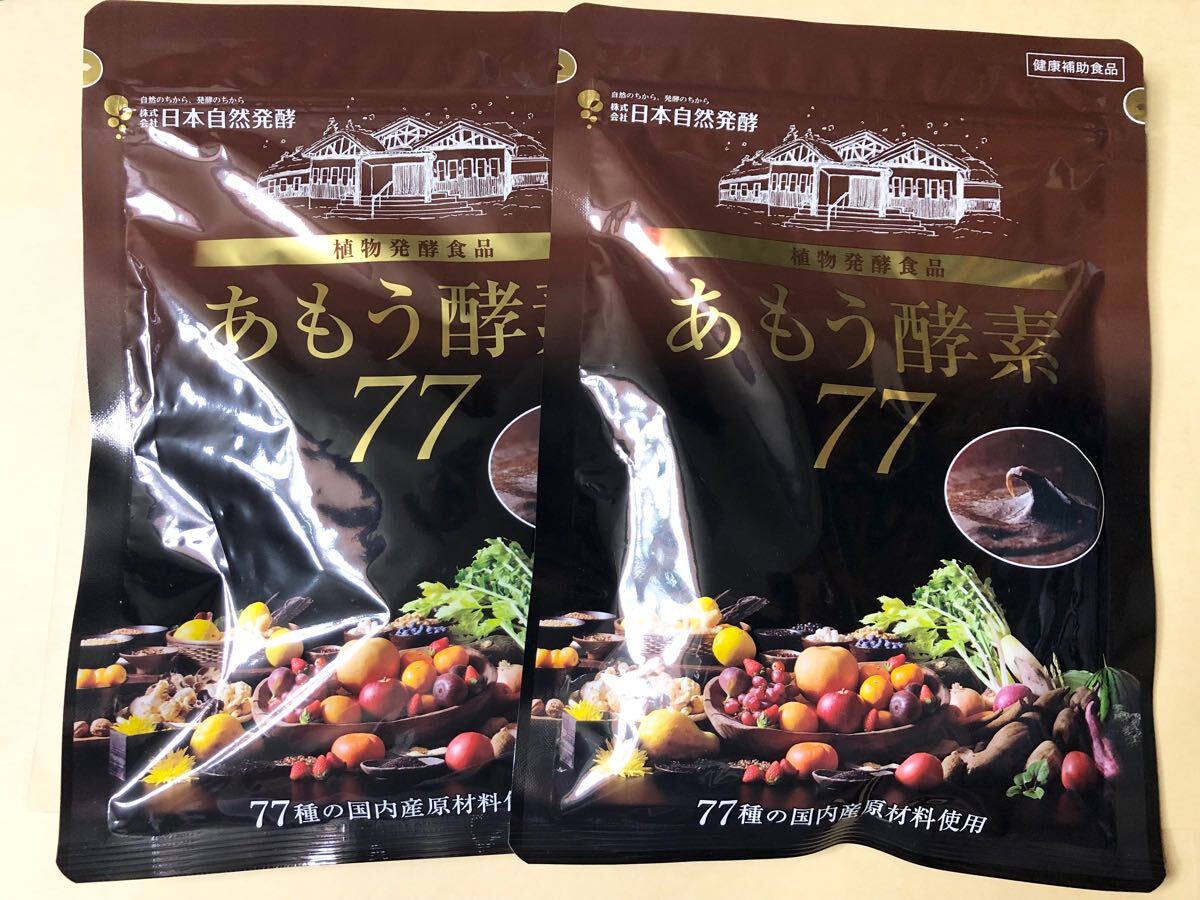 自然のちから、発酵のちから
株式会社 日本自然発酵
植物発酵食品
あもう酵素
77
77種の国内産原材料使
健康補助食品
自然のちから、発酵のちから
株式会社 日本自然発酵
植物発酵食品
あもう酵素
77
77種の国内産原材料使用